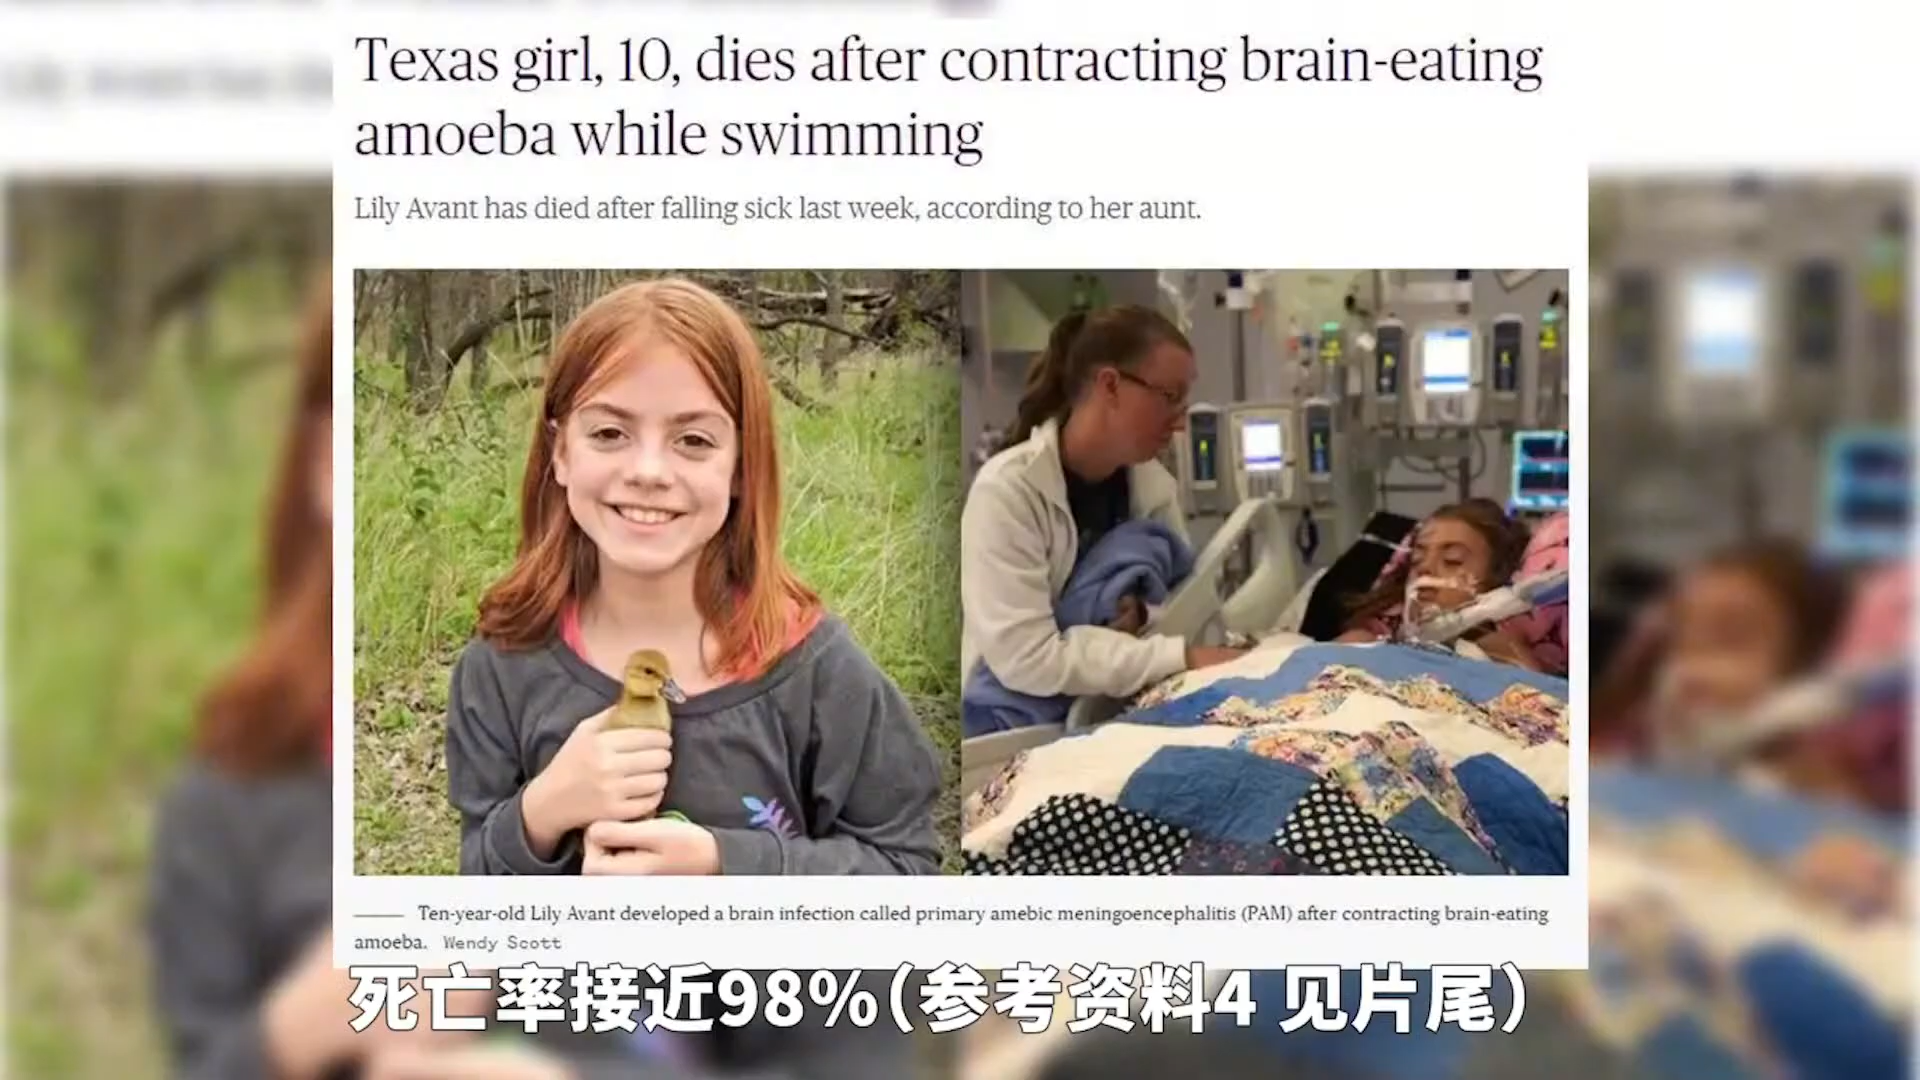 Texas girl, 10, dies after contracting brain-eating
amoeba while swimming
Lily Avant has died after falling sick last week, according to her aunt.
Ten-year-old Lily Avant developed a brain infection called primary amebic meningoencephalitis (PAM) after contracting brain-eating
amoeba. Wendy Scott
死亡率接近98%(参考资料4 见片尾)